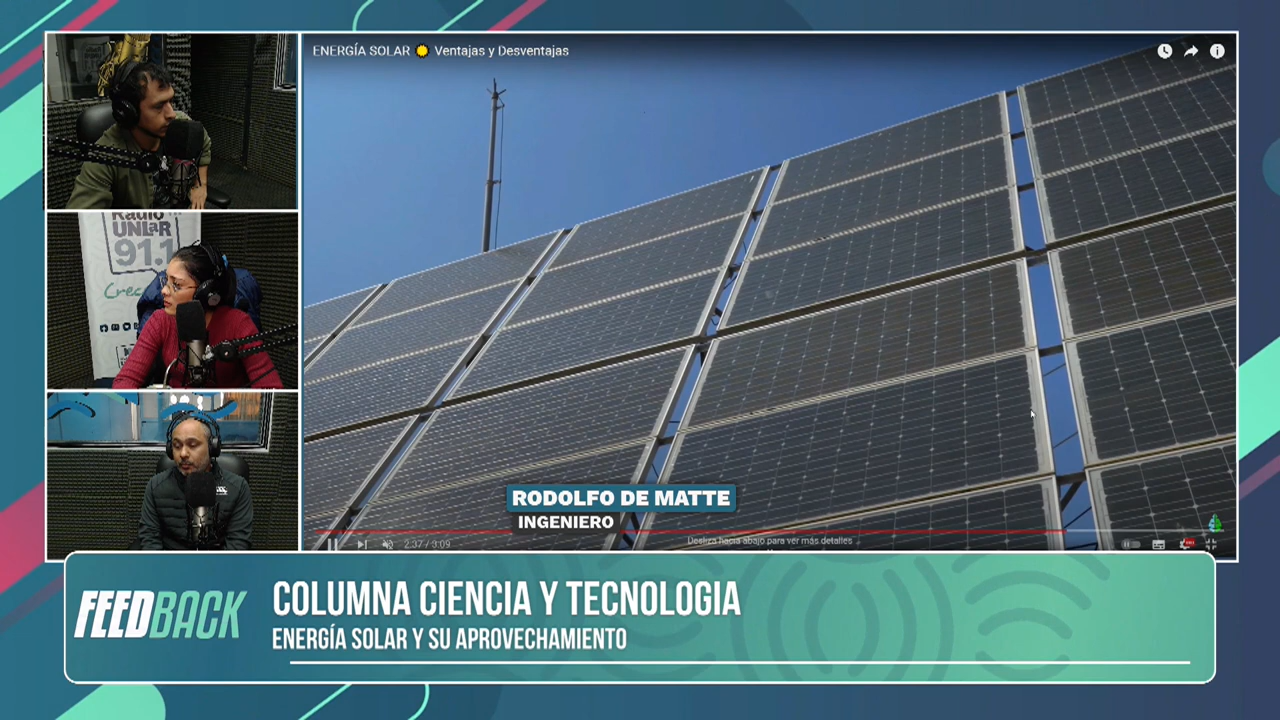 ENERGÍA SOLAR Ventajas y Desventajas
Radio
UNLaR
91.1
Crec
RODOLFO DE MATTE
INGENIERO
2:37 / 3:09
Desliza hacia abajo para ver más detalles
FEEDBACK
COLUMNA CIENCIA Y TECNOLOGIA
ENERGÍA SOLAR Y SU APROVECHAMIENTO